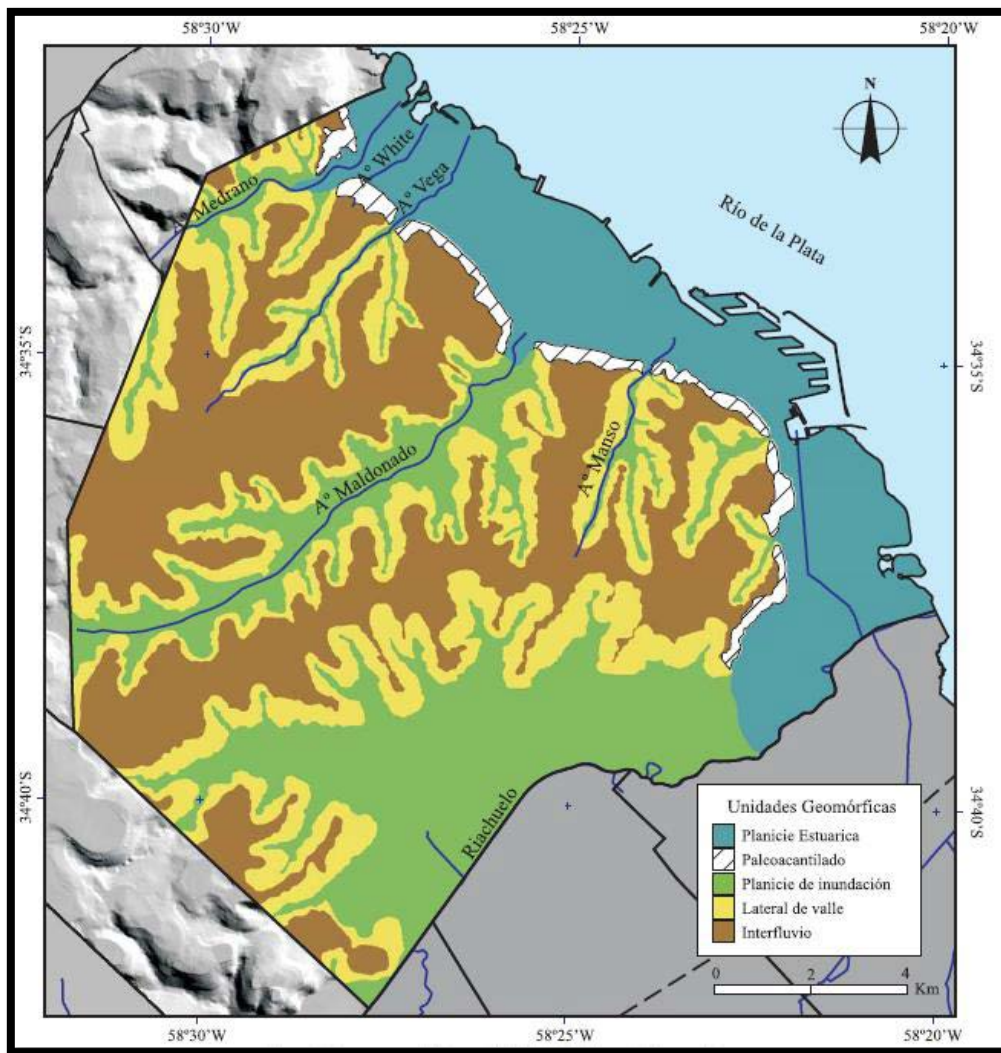 58°30'W
58°25'W
58°20'W
N
Aº White
Aº Medrano
Aº Vega
Río de la Plata
34°35'S
34°35'S
Aº Manso
Aº Maldonado
34°40'S
34°40'S
Riachuelo
Unidades Geomórficas
Planicie Estuarica
Paleoacantilado
Planicie de inundación
Lateral de valle
Interfluvio
0 2 4
Km
58°30'W
58°25'W
58°20'W